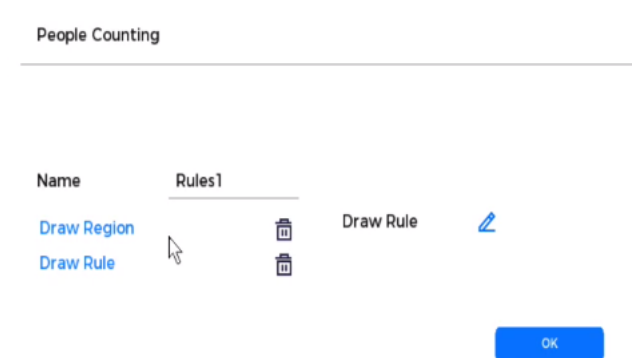 People Counting
Name Rules1
Draw Region
Draw Rule
Draw Rule
OK